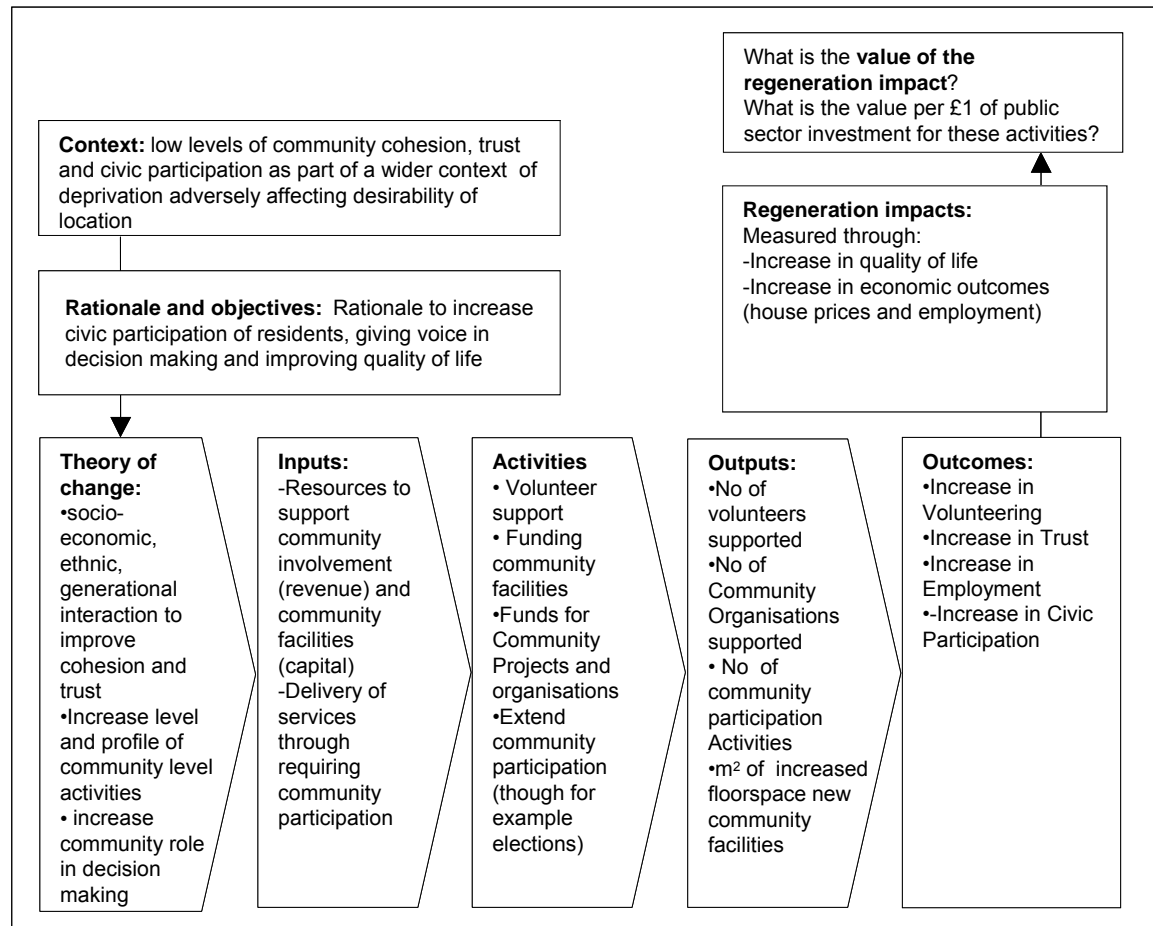 Context: low levels of community cohesion, trust
and civic participation as part of a wider context of
deprivation adversely affecting desirability of
location
Rationale and objectives: Rationale to increase
civic participation of residents, giving voice in
decision making and improving quality of life
Theory of
change:
•socio-
economic,
ethnic,
generational
interaction to
improve
cohesion and
trust
•Increase level
and profile of
community level
activities
• increase
community role
in decision
making
Inputs:
-Resources to
support
community
involvement
(revenue) and
community
facilities
(capital)
-Delivery of
services
through
requiring
community
participation
Activities
• Volunteer
support
• Funding
community
facilities
•Funds for
Community
Projects and
organisations
•Extend
community
participation
(though for
example
elections)
Outputs:
•No of
volunteers
supported
•No of
Community
Organisations
supported
• No of
community
participation
Activities
•m² of increased
floorspace new
community
facilities
Outcomes:
•Increase in
Volunteering
•Increase in Trust
•Increase in
Employment
•-Increase in Civic
Participation
Regeneration impacts:
Measured through:
-Increase in quality of life
-Increase in economic outcomes
(house prices and employment)
What is the value of the
regeneration impact?
What is the value per £1 of public
sector investment for these activities?